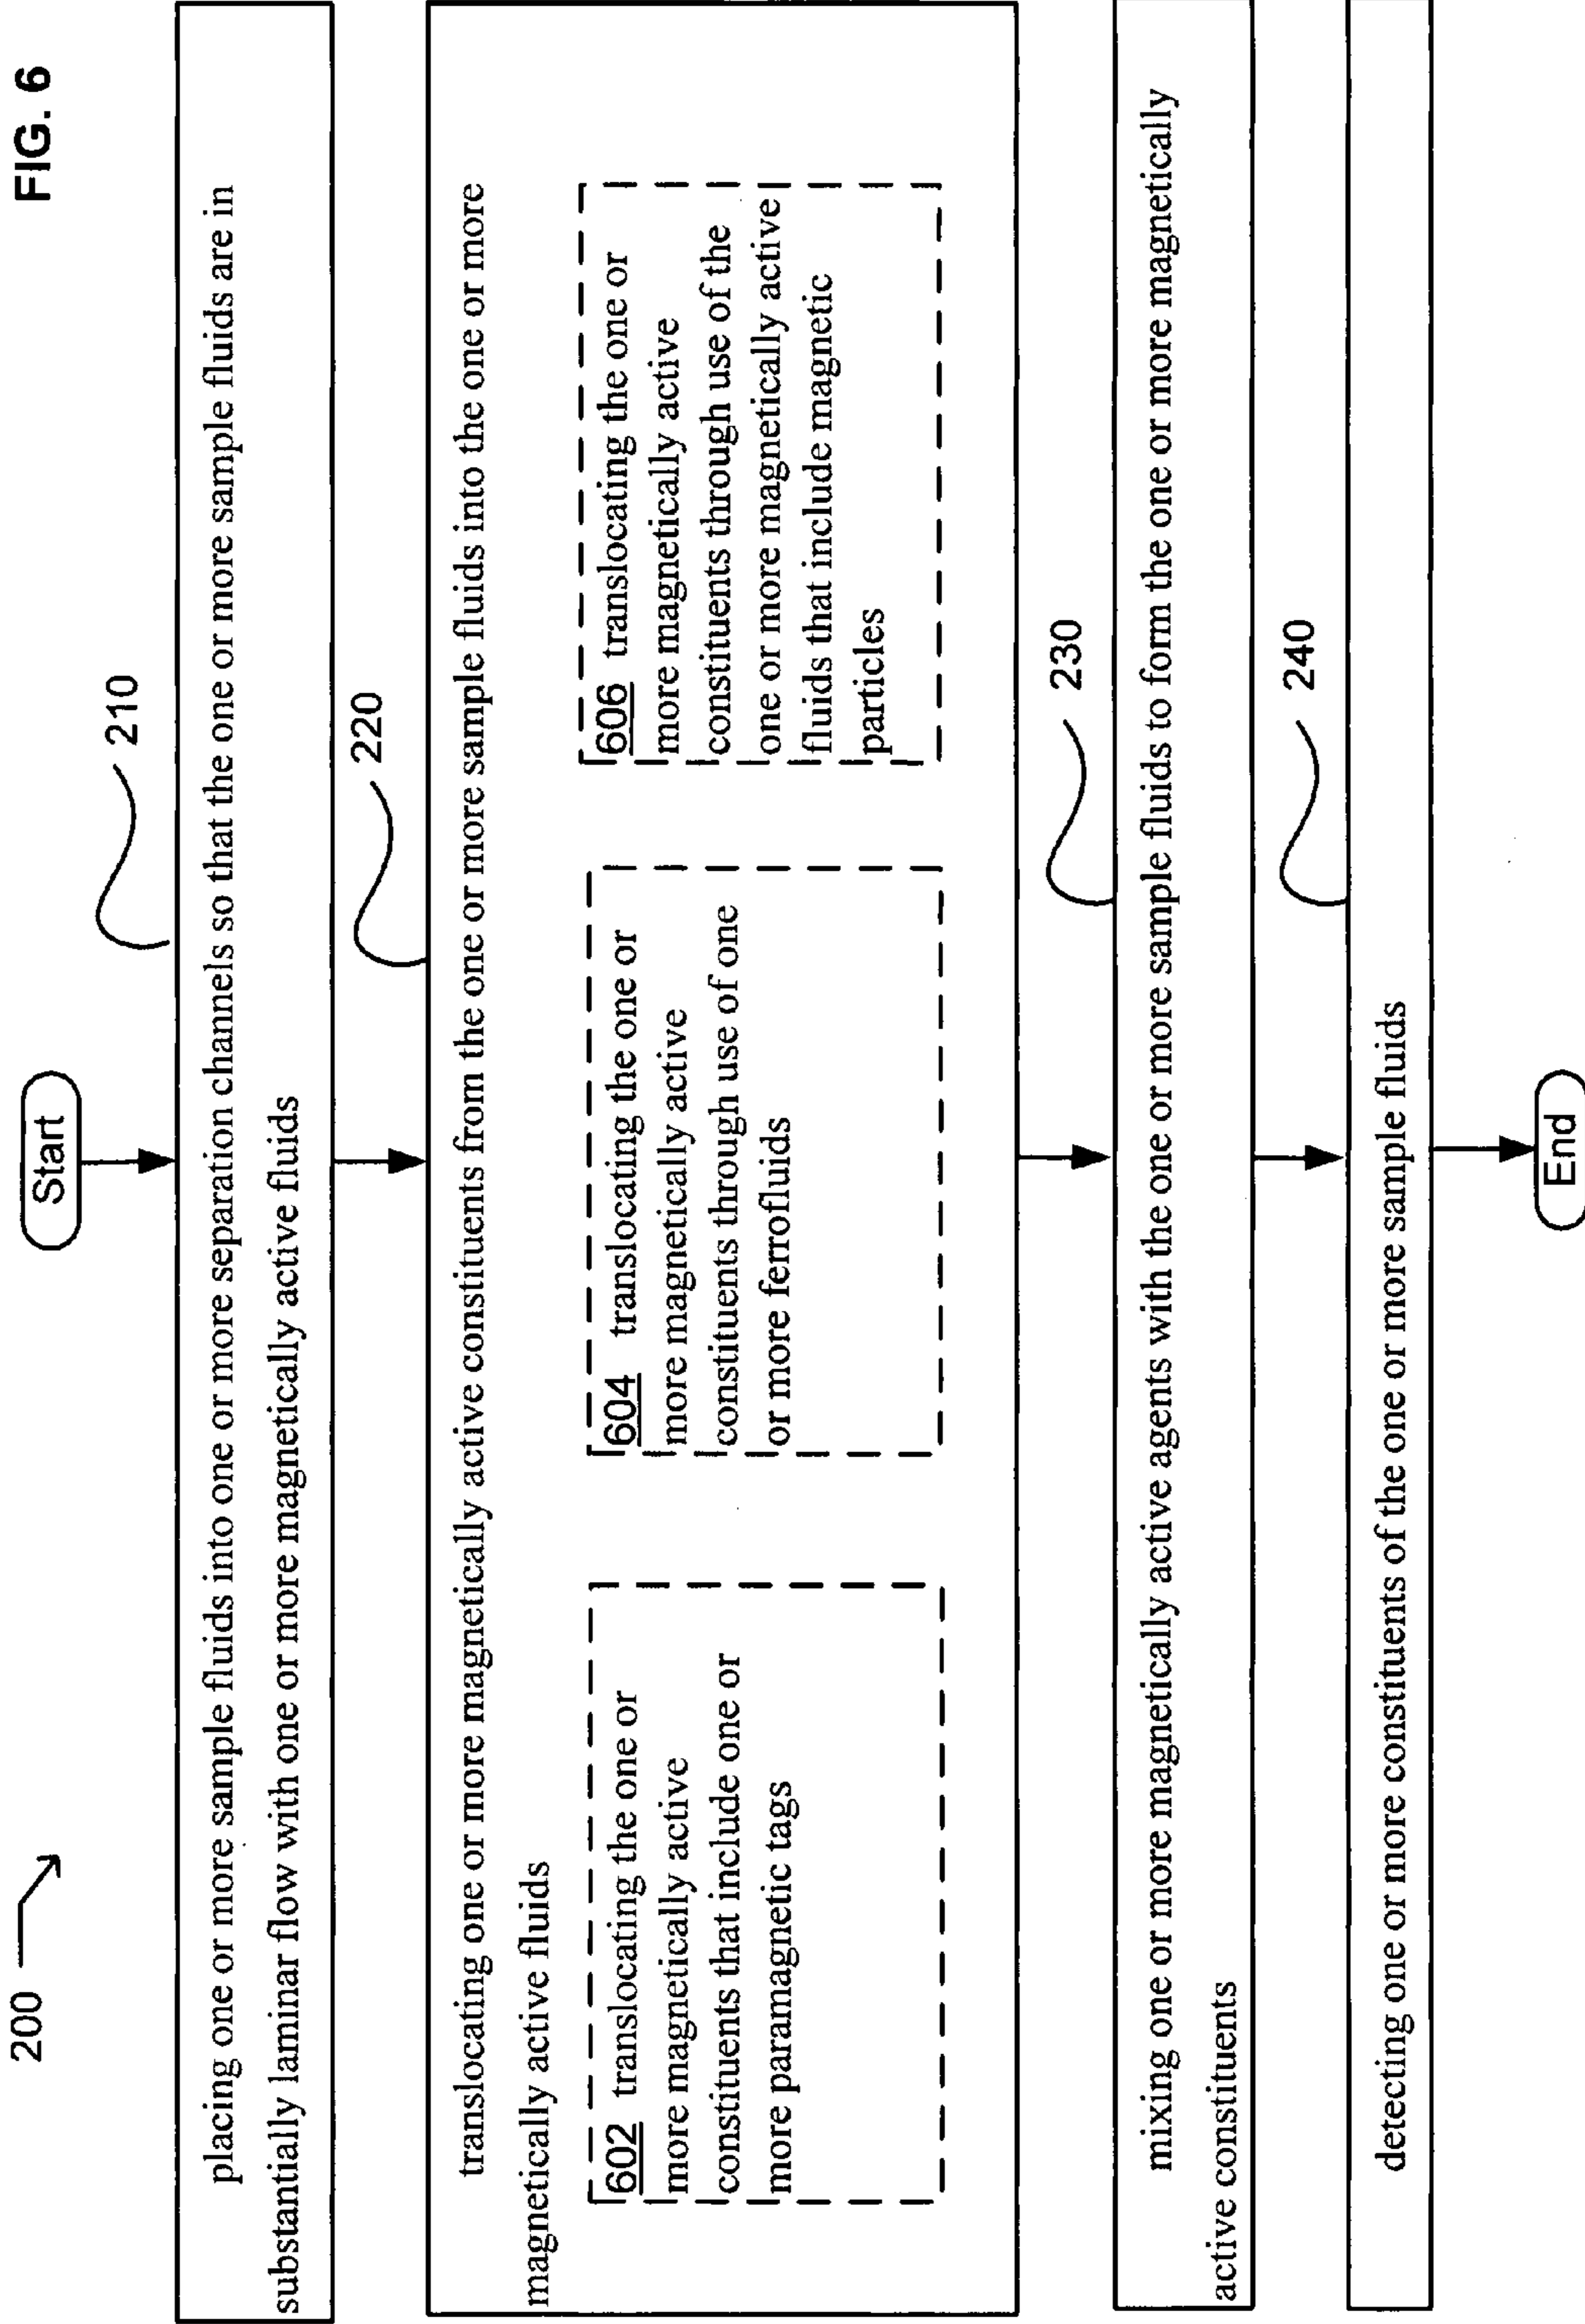 FIG. 6
200
Start
210
placing one or more sample fluids into one or more separation channels so that the one or more sample fluids are in
substantially laminar flow with one or more magnetically active fluids
220
translocating one or more magnetically active constituents from the one or more sample fluids into the one or more
magnetically active fluids
602 translocating the one or
more magnetically active
constituents that include one or
more paramagnetic tags
604 translocating the one or
more magnetically active
constituents through use of one
or more ferrofluids
606 translocating the one or
more magnetically active
constituents through use of the
one or more magnetically active
fluids that include magnetic
particles
230
mixing one or more magnetically active agents with the one or more sample fluids to form the one or more magnetically
active constituents
240
detecting one or more constituents of the one or more sample fluids
End